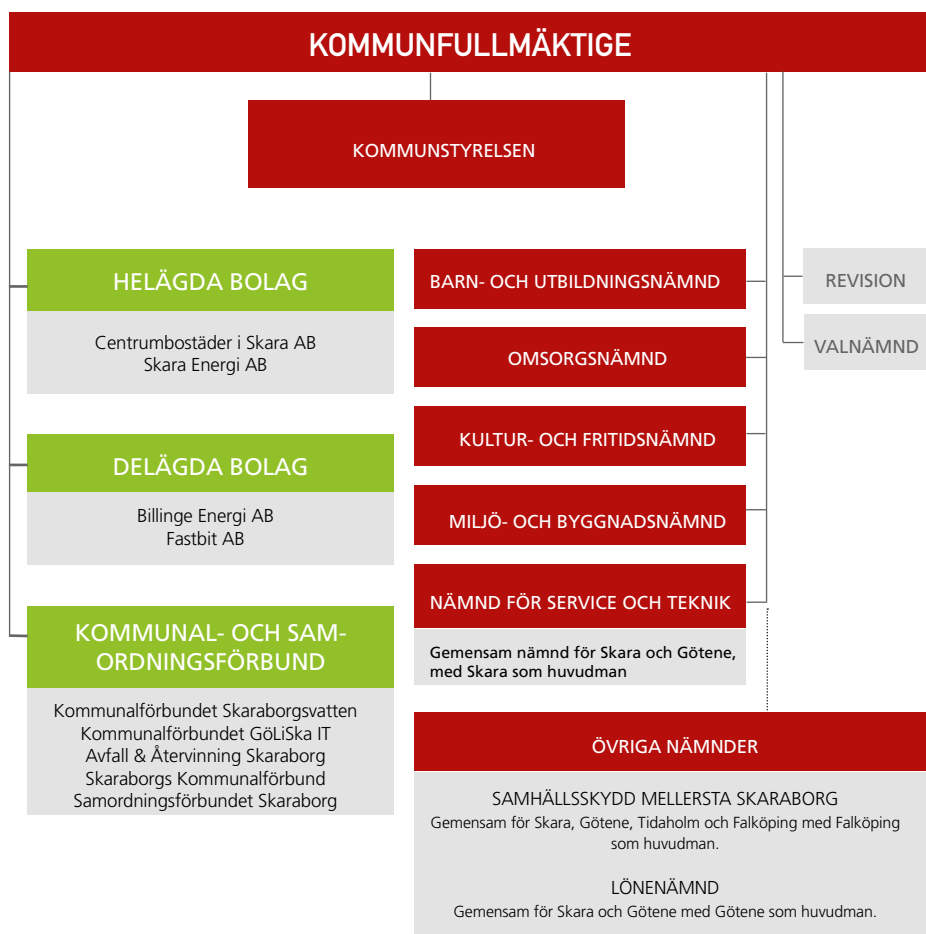 KOMMUNFULLMÄKTIGE
KOMMUNSTYRELSEN
HELÄGDA BOLAG
Centrumbostäder i Skara AB
Skara Energi AB
DELÄGDA BOLAG
Billinge Energi AB
Fastbit AB
KOMMUNAL- OCH SAM-
ORDNINGSFÖRBUND
Kommunalförbundet Skaraborgsvatten
Kommunalförbundet GöLiSka IT
Avfall & Återvinning Skaraborg
Skaraborgs Kommunalförbund
Samordningsförbundet Skaraborg
BARN- OCH UTBILDNINGSNÄMND
OMSORGSNÄMND
KULTUR- OCH FRITIDSNÄMND
MILJÖ- OCH BYGGNADSNÄMND
NÄMND FÖR SERVICE OCH TEKNIK
Gemensam nämnd för Skara och Götene,
med Skara som huvudman
ÖVRIGA NÄMNDER
SAMHÄLLSSKYDD MELLERSTA SKARABORG
Gemensam för Skara, Götene, Tidaholm och Falköping med Falköping
som huvudman.
LÖNENÄMND
Gemensam för Skara och Götene med Götene som huvudman.
REVISION
VALNÄMND